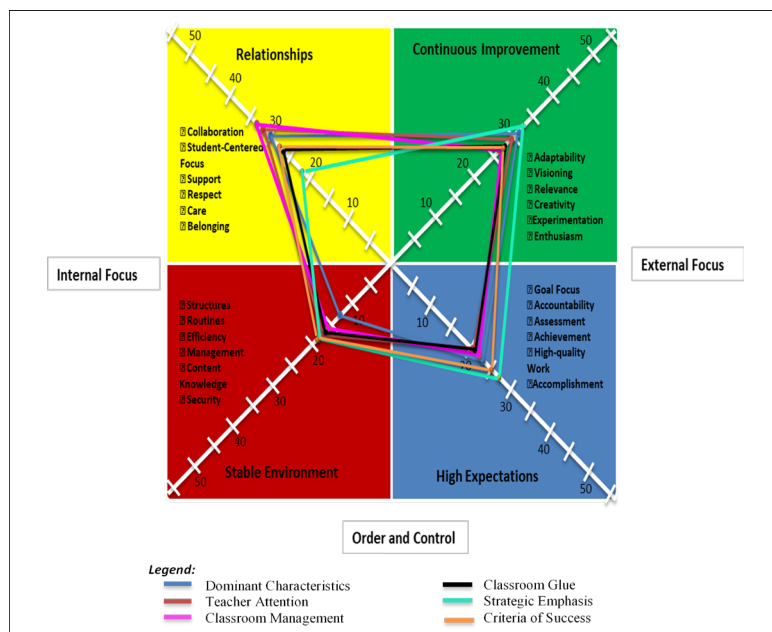 50
50
Relationships
Continuous Improvement
40
40
30
30
Collaboration
Student-Centered
Focus
Support
Respect
Care
Belonging
20
20
Adaptability
Visioning
Relevance
Creativity
Experimentation
Enthusiasm
10
10
Internal Focus
External Focus
Structures
Routines
Efficiency
Management
Content
Knowledge
Security
10
10
Goal Focus
Accountability
Assessment
Achievement
High-quality
Work
Accomplishment
20
20
30
30
40
40
50
50
Stable Environment
High Expectations
Order and Control
Legend:
Dominant Characteristics
Teacher Attention
Classroom Management
Classroom Glue
Strategic Emphasis
Criteria of Success